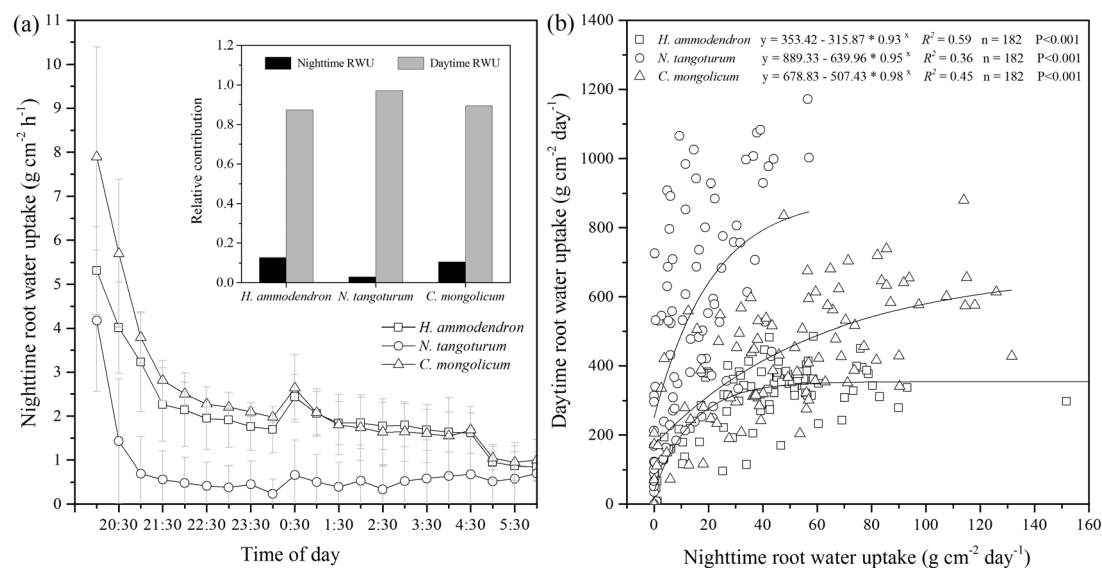 (a)
11
10
9
8
7
6
5
4
3
2
1
0
Nighttime root water uptake (g cm⁻² h⁻¹)
1.2
1.0
0.8
0.6
0.4
0.2
0.0
Relative contribution
Nighttime RWU Daytime RWU
H. ammodendron N. tangoturum C. mongolicum
H. ammodendron
N. tangoturum
C. mongolicum
20:30 21:30 22:30 23:30 0:30 1:30 2:30 3:30 4:30 5:30
Time of day
(b)
1400
1200
1000
800
600
400
200
0
Daytime root water uptake (g cm⁻² day⁻¹)
H. ammodendron y = 353.42 - 315.87 * 0.93 ˣ R² = 0.59 n = 182 P<0.001
N. tangoturum y = 889.33 - 639.96 * 0.95 ˣ R² = 0.36 n = 182 P<0.001
C. mongolicum y = 678.83 - 507.43 * 0.98 ˣ R² = 0.45 n = 182 P<0.001
0 20 40 60 80 100 120 140 160
Nighttime root water uptake (g cm⁻² day⁻¹)